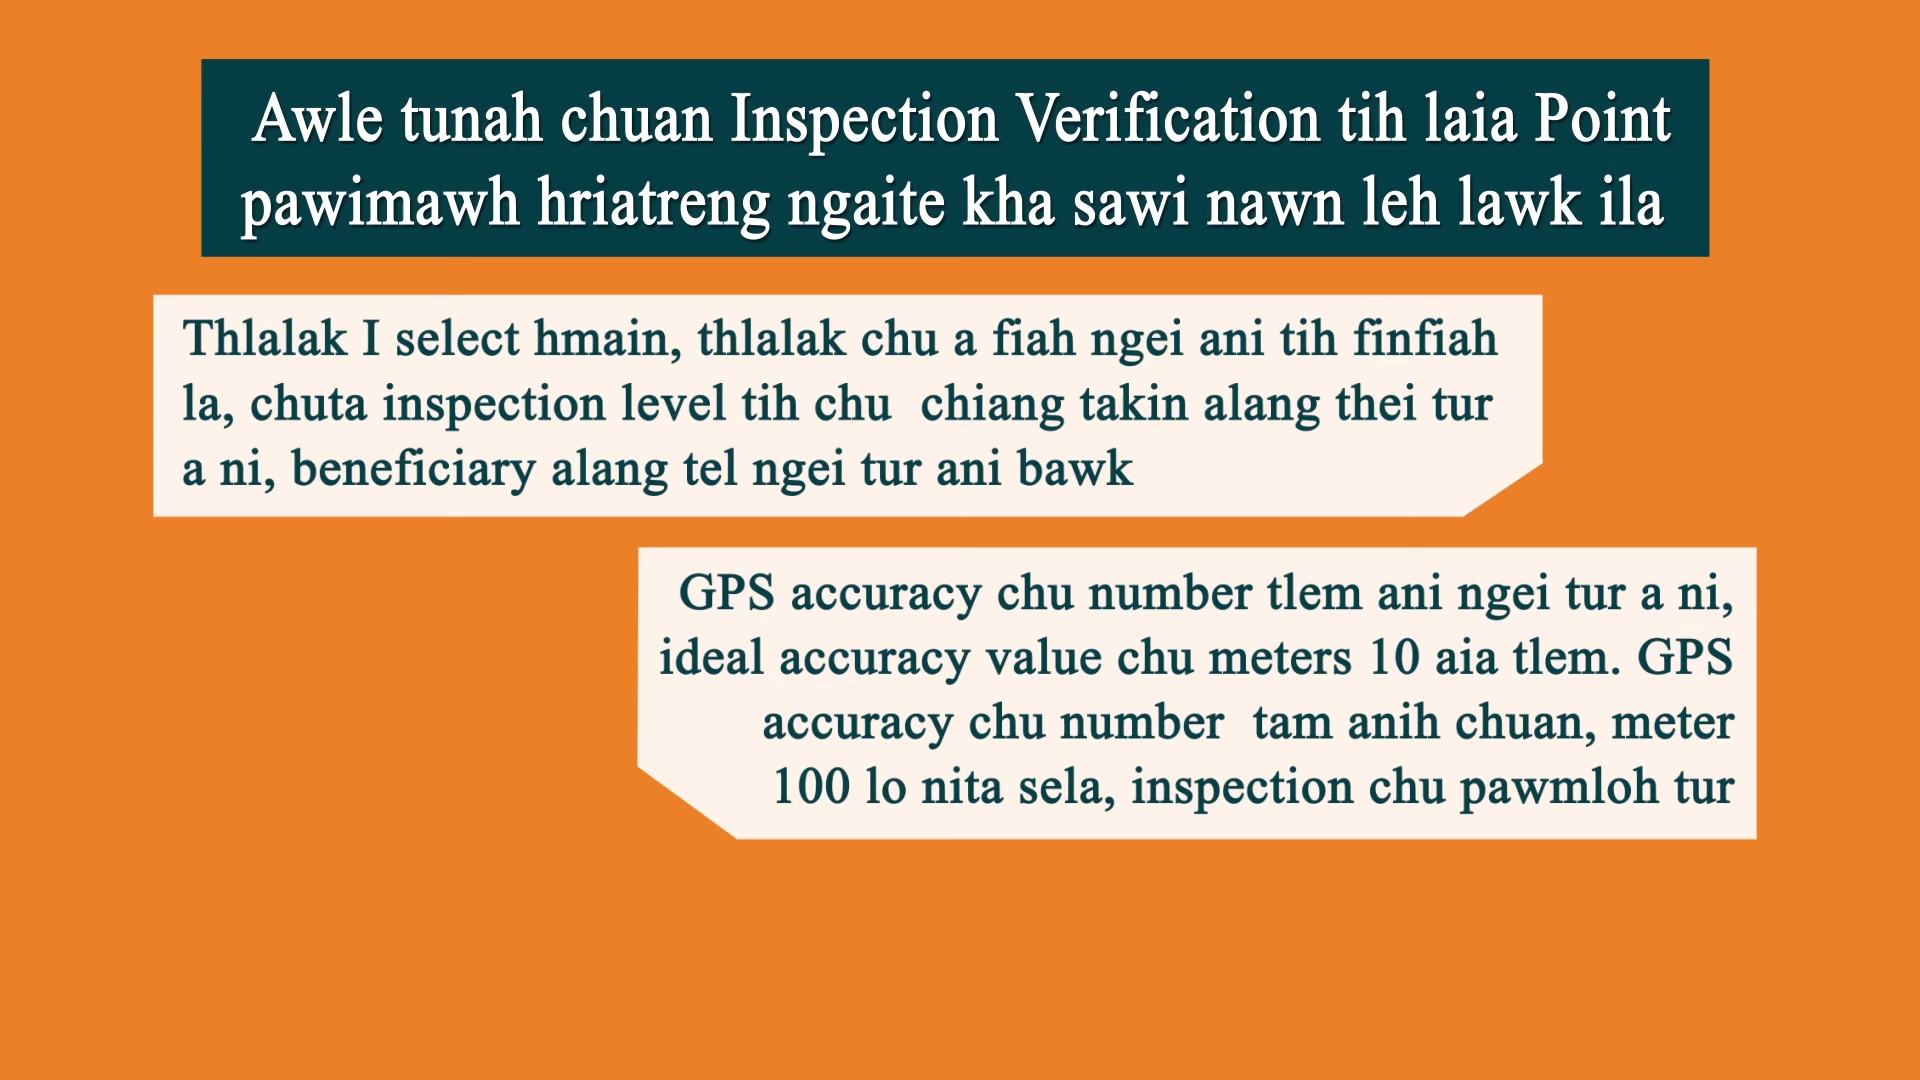 Awle tunah chuan Inspection Verification tih laia Point
pawimawh hriatreng ngaite kha sawi nawn leh lawk ila
Thlalak I select hmain, thlalak chu a fiah ngei ani tih finfiah
la, chuta inspection level tih chu chiang takin alang thei tur
a ni, beneficiary alang tel ngei tur ani bawk
GPS accuracy chu number tlem ani ngei tur a ni,
ideal accuracy value chu meters 10 aia tlem. GPS
accuracy chu number tam anih chuan, meter
100 lo nita sela, inspection chu pawmloh tur